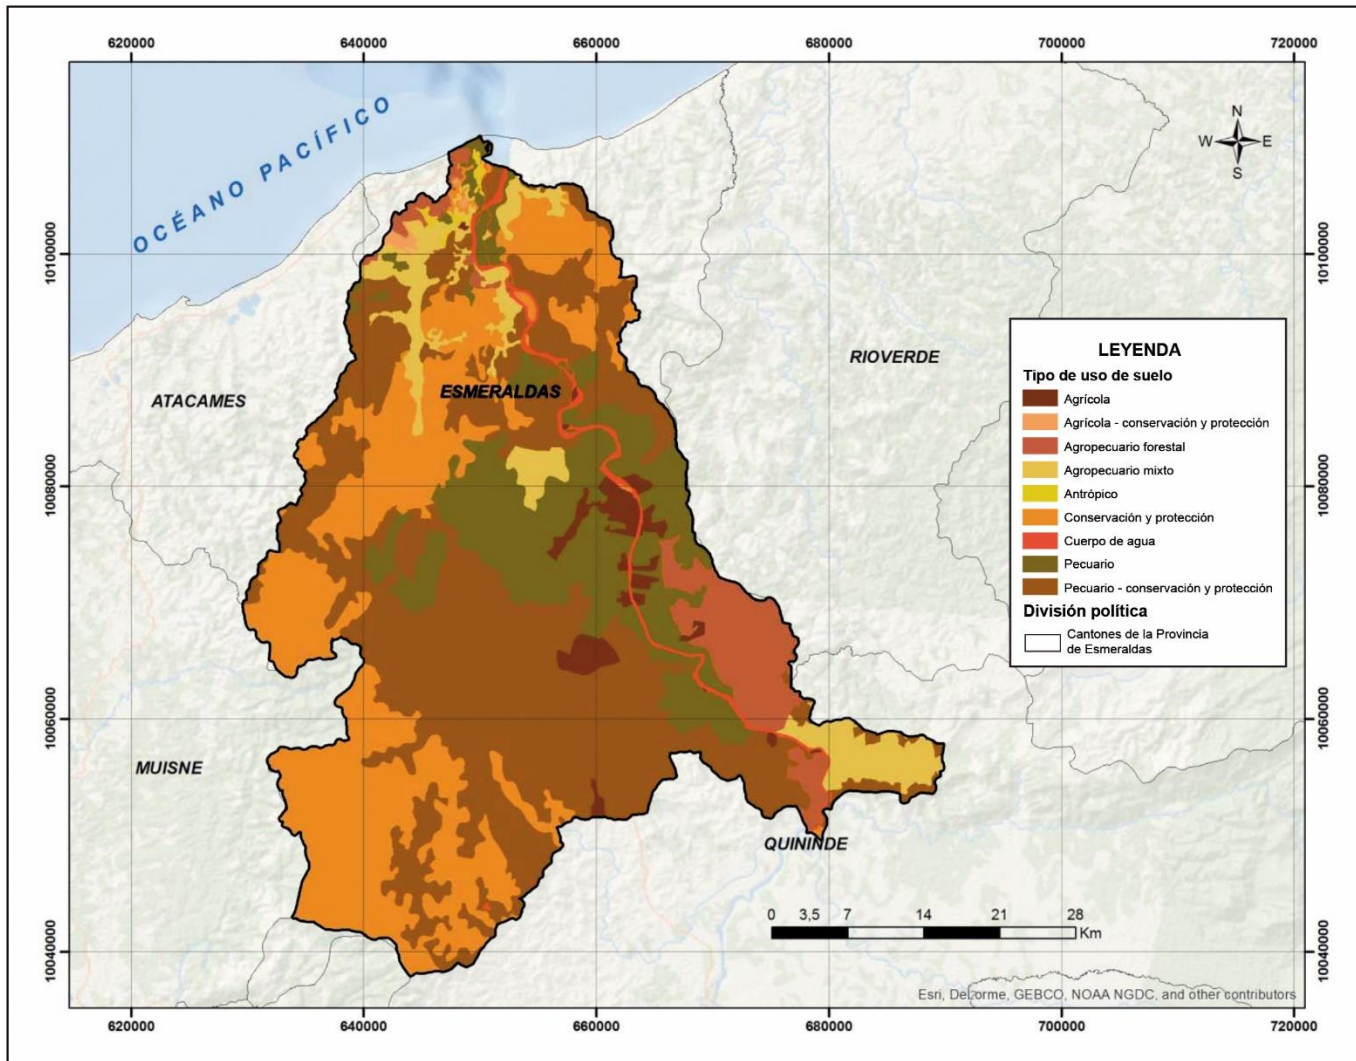 620000 640000 660000 680000 700000 720000
N
W E
S
OCÉANO PACÍFICO
1010000 1010000
LEYENDA
Tipo de uso de suelo
Agrícola
Agrícola - conservación y protección
Agropecuario forestal
Agropecuario mixto
Antrópico
Conservación y protección
Cuerpo de agua
Pecuario
Pecuario - conservación y protección
División política
Cantones de la Provincia
de Esmeraldas
RIOVERDE
ESMERALDAS
ATACAMES
10080000 10080000
10060000 10060000
MUISNE
QUININDE
0 3,5 7 14 21 28
Km
10040000 10040000
Esri, DeLorme, GEBCO, NOAA NGDC, and other contributors
620000 640000 660000 680000 700000 720000